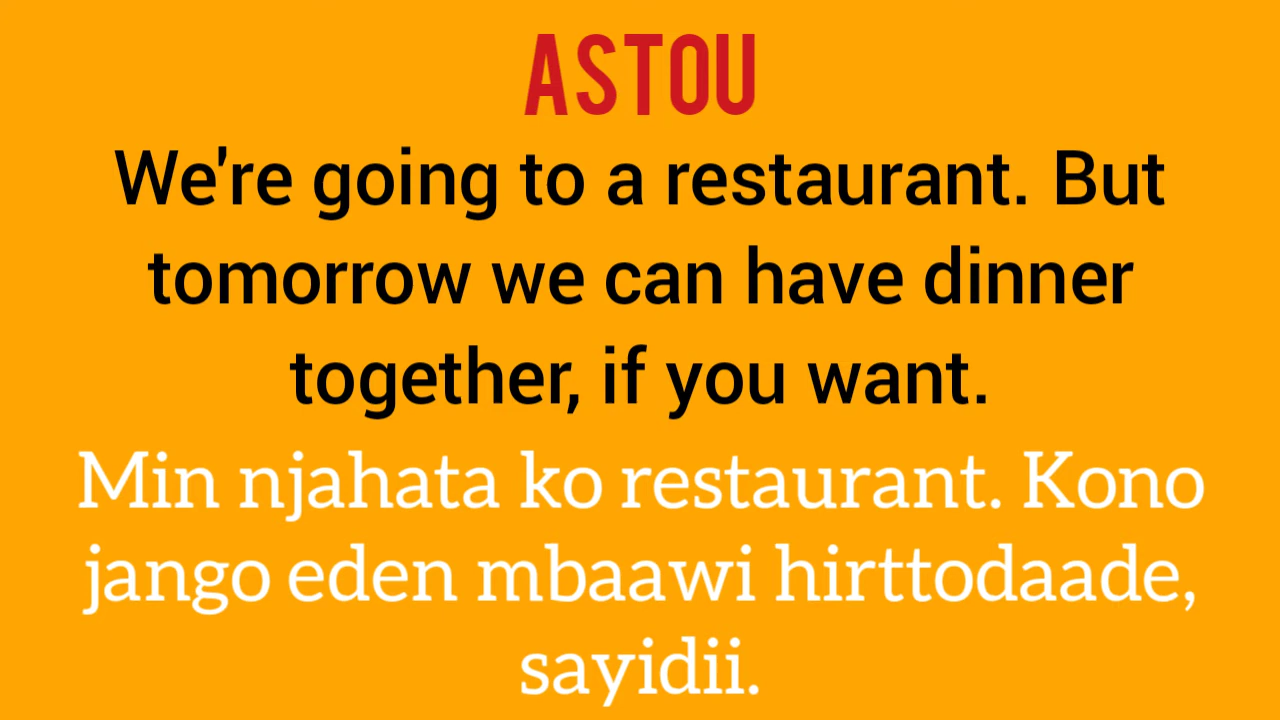 ASTOU
We're going to a restaurant. But
tomorrow we can have dinner
together, if you want.
Min njahata ko restaurant. Kono
jango eden mbaawi hirttodaade,
sayidii.